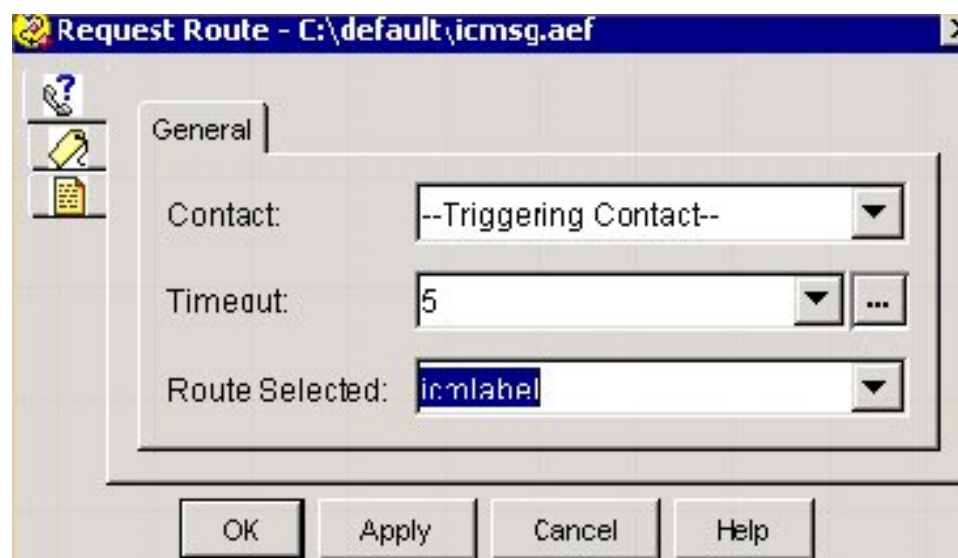 Request Route - C:\default\icmsg.aef
General
Contact: --Triggering Contact--
Timeout: 5 ...
Route Selected: icmlabel
OK Apply Cancel Help